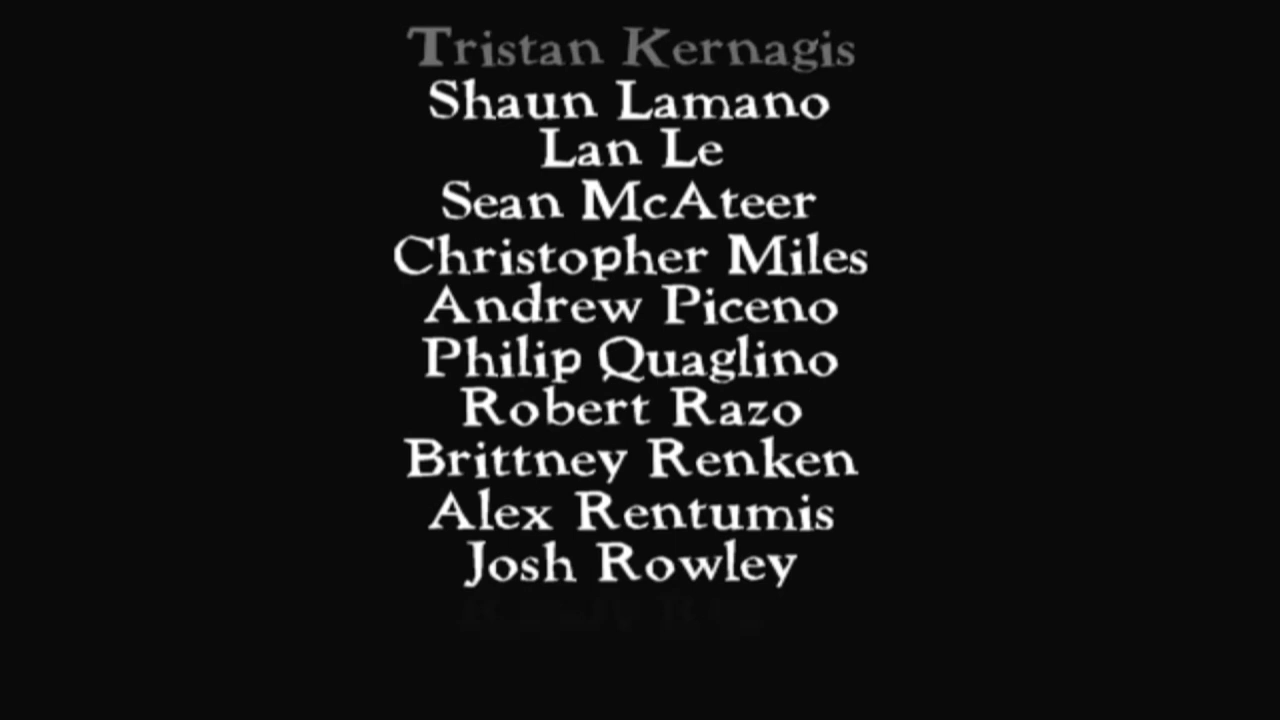 Tristan Kernagis
Shaun Lamano
Lan Le
Sean McAteer
Christopher Miles
Andrew Piceno
Philip Quaglino
Robert Razo
Brittney Renken
Alex Rentumis
Josh Rowley